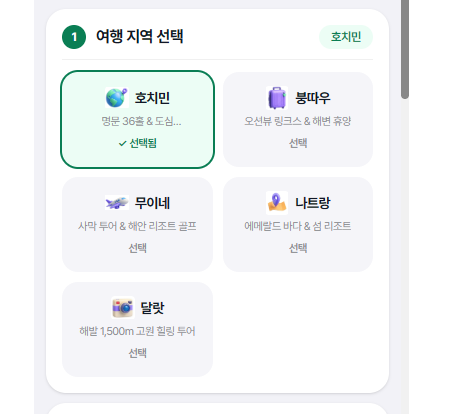 1 여행 지역 선택 호치민
호치민
명문 36홀 & 도심...
✓ 선택됨
붕따우
오션뷰 링크스 & 해변 휴양
선택
무이네
사막 투어 & 해안 리조트 골프
선택
나트랑
에메랄드 바다 & 섬 리조트
선택
달랏
해발 1,500m 고원 힐링 투어
선택